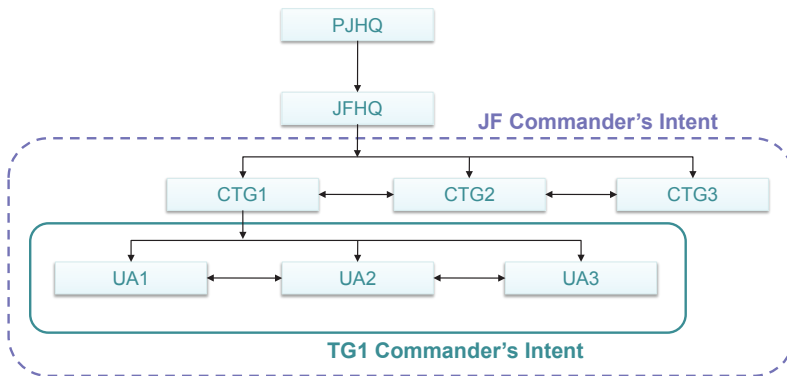 PJHQ
JFHQ
JF Commander's Intent
CTG1
CTG2
CTG3
UA1
UA2
UA3
TG1 Commander's Intent